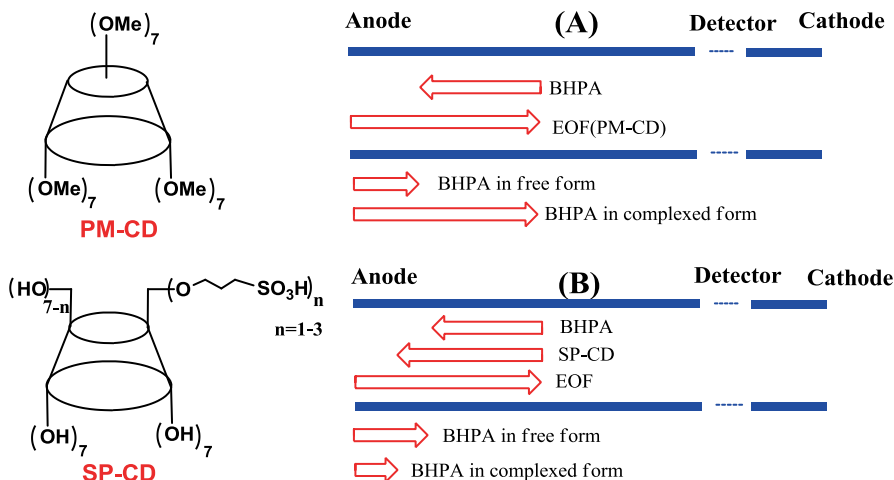 (OMe)7
(OMe)7 (OMe)7
PM-CD
(A)
Anode Detector Cathode
BHPA
EOF(PM-CD)
BHPA in free form
BHPA in complexed form
(HO)7-n (O SO3H)n
n=1-3
(OH)7 (OH)7
SP-CD
(B)
Anode Detector Cathode
BHPA
SP-CD
EOF
BHPA in free form
BHPA in complexed form